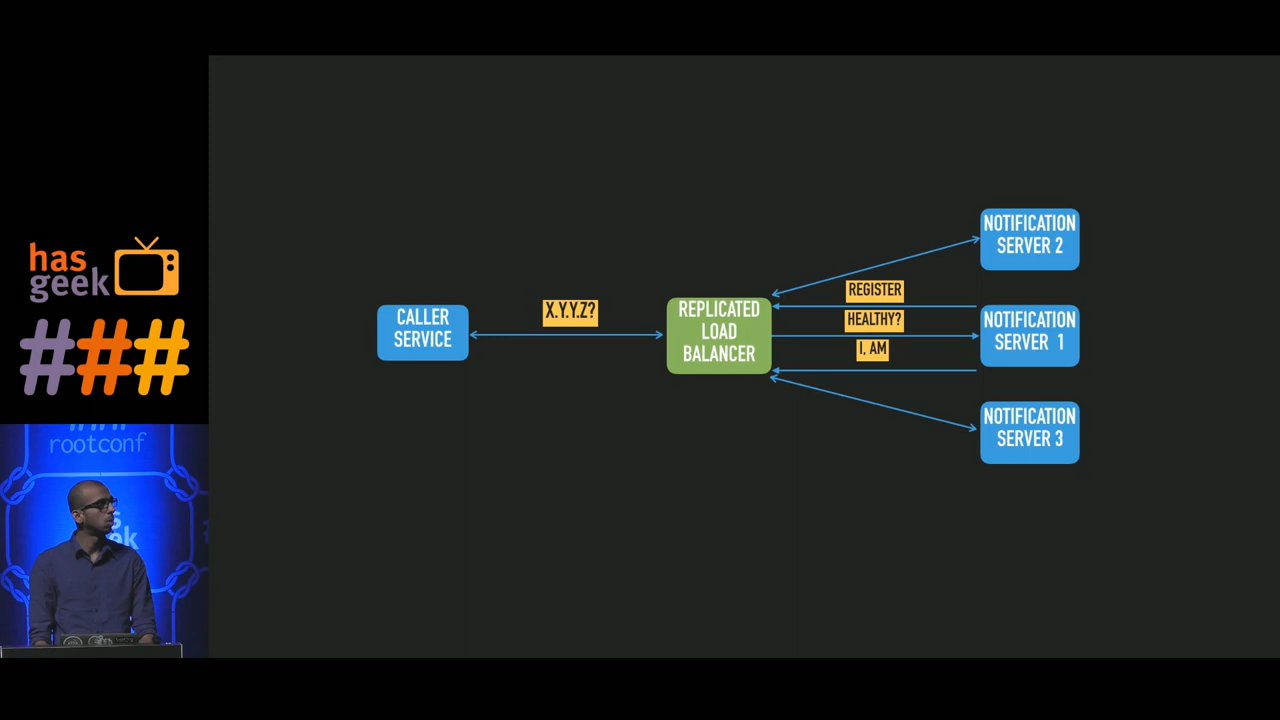 has
geek
###
rootconf
CALLER
SERVICE
X.Y.Y.Z?
REPLICATED
LOAD
BALANCER
REGISTER
HEALTHY?
I, AM
NOTIFICATION
SERVER 2
NOTIFICATION
SERVER 1
NOTIFICATION
SERVER 3